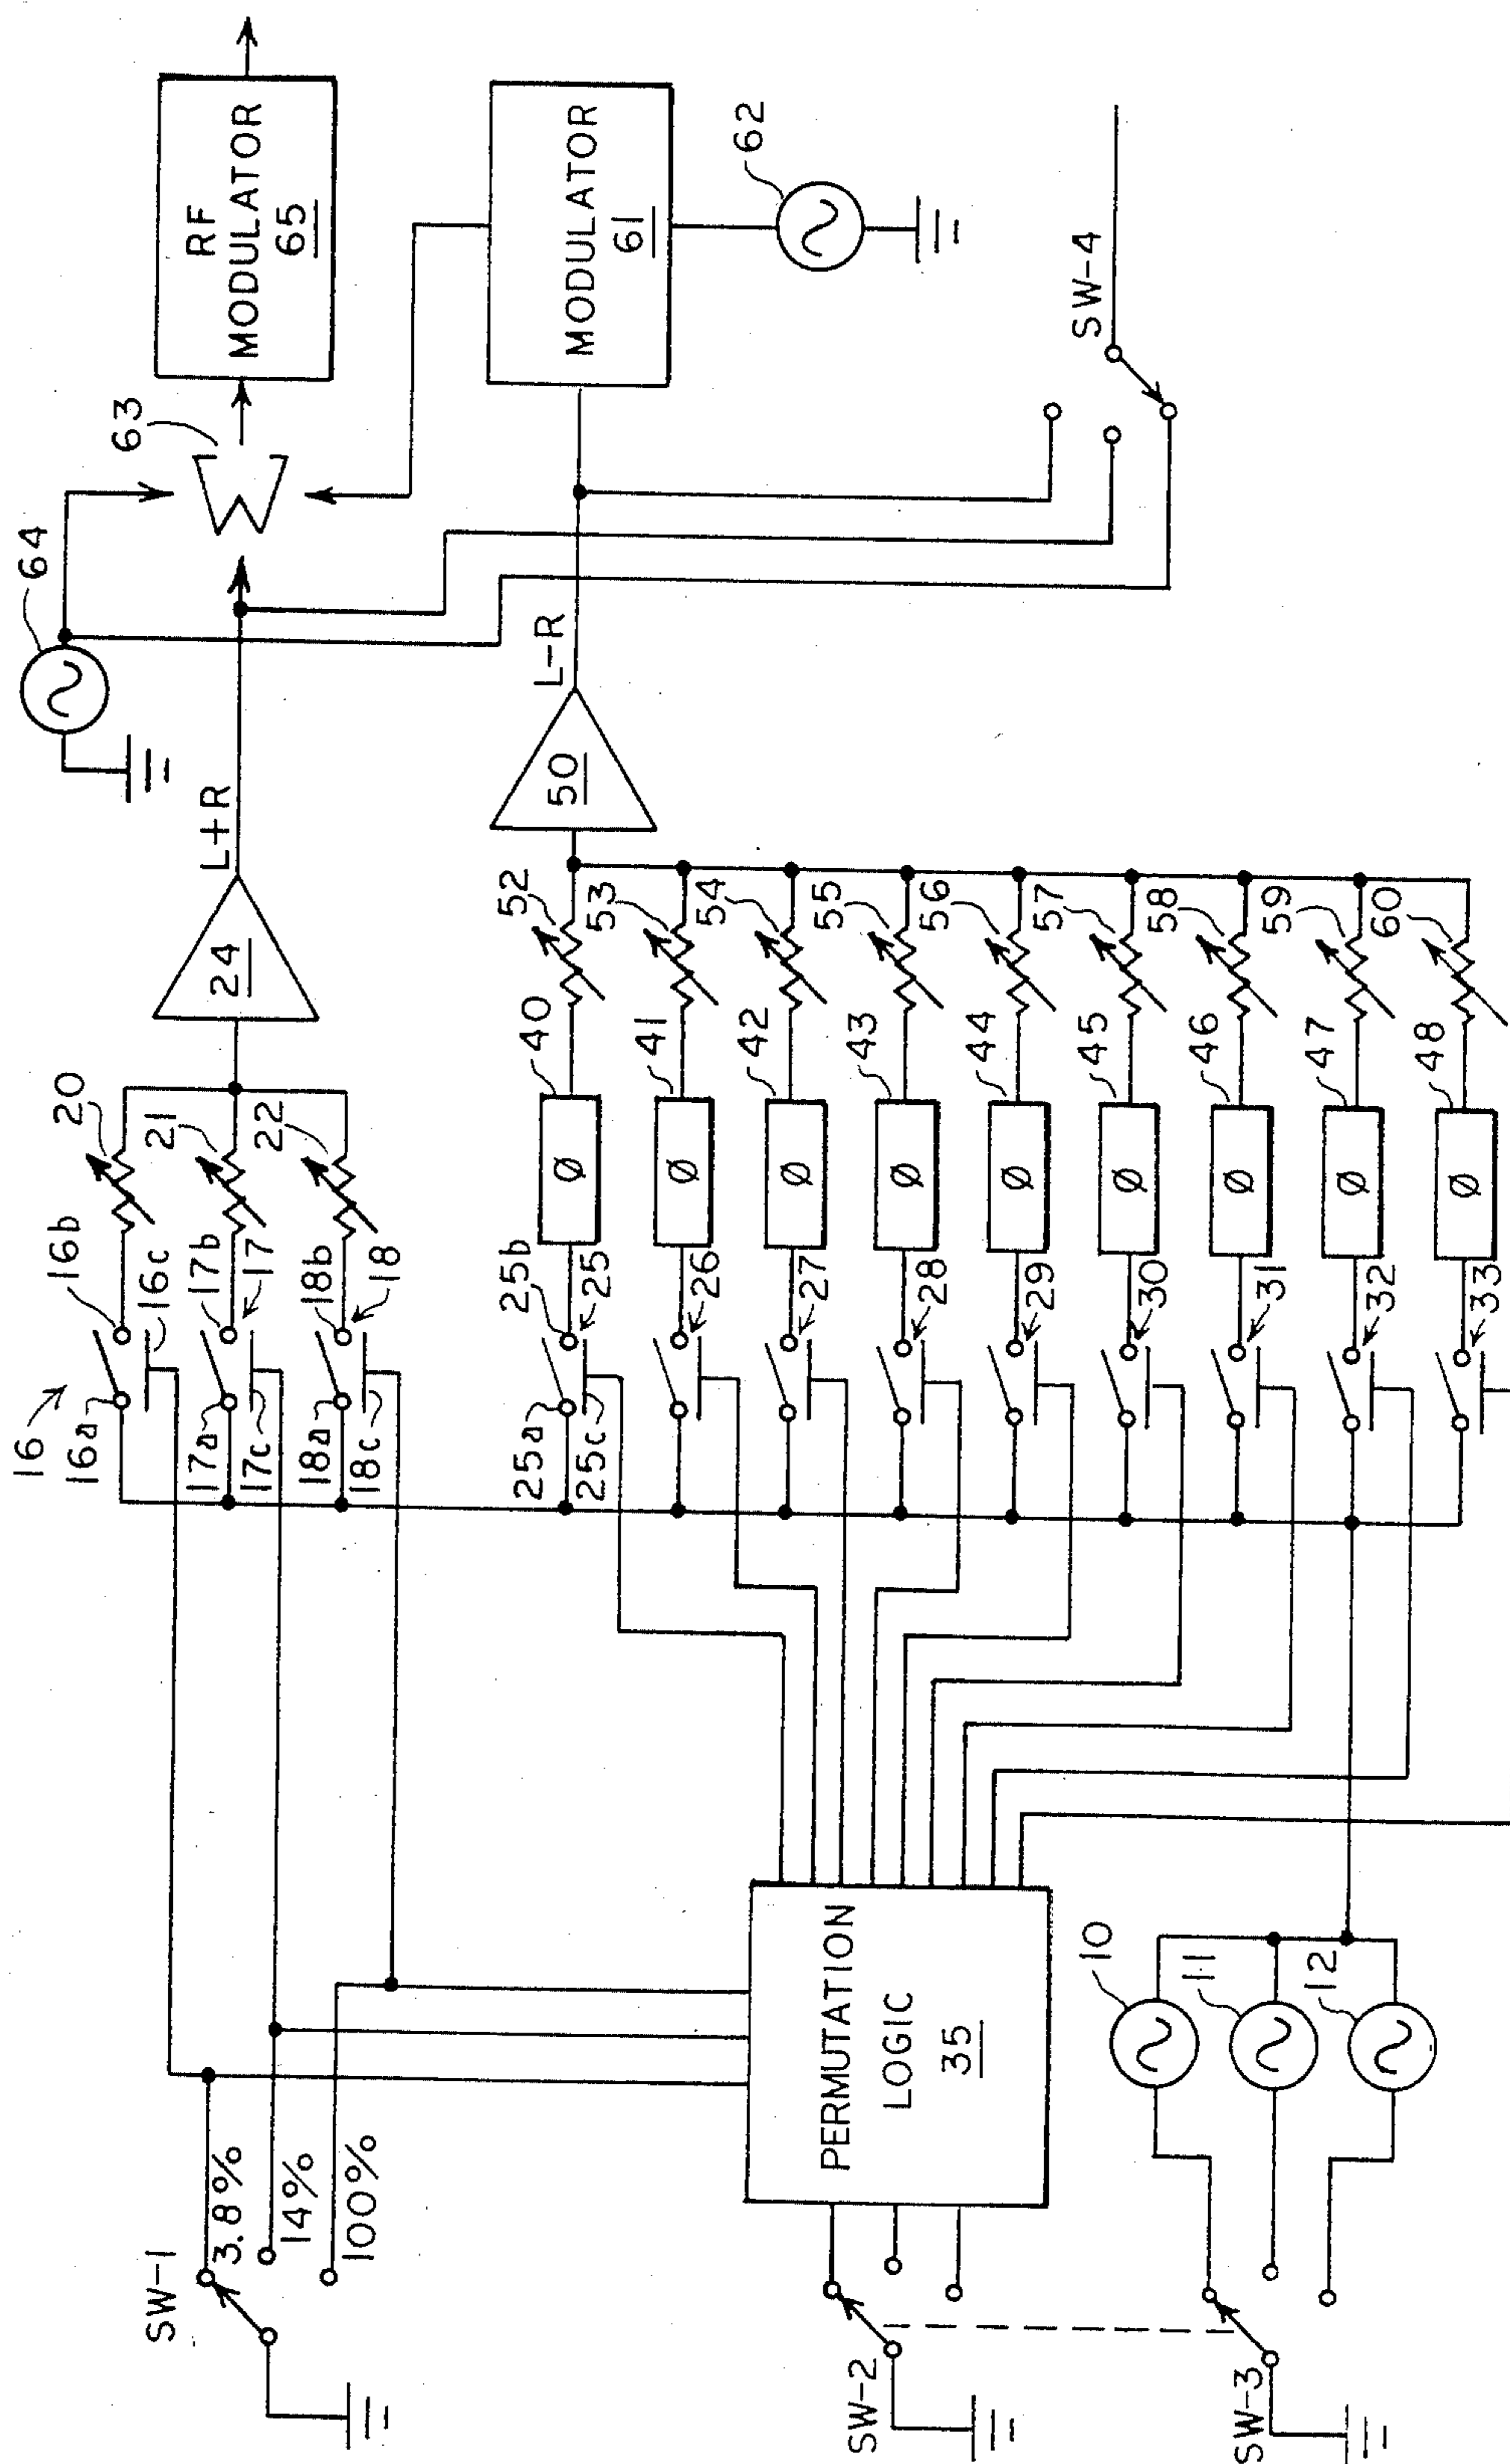 SW-1
3.8%
14%
100%
SW-2
SW-3
PERMUTATION
LOGIC
35
10
11
12
16
16a
16b
16c
17a
17b
17c
17
18a
18b
18c
18
20
21
22
24
L+R
25a
25b
25c
25
26
27
28
29
30
31
32
33
40
41
42
43
44
45
46
47
48
Ø
Ø
Ø
Ø
Ø
Ø
Ø
Ø
Ø
52
53
54
55
56
57
58
59
60
50
L-R
64
63
RF
MODULATOR
65
MODULATOR
61
62
SW-4